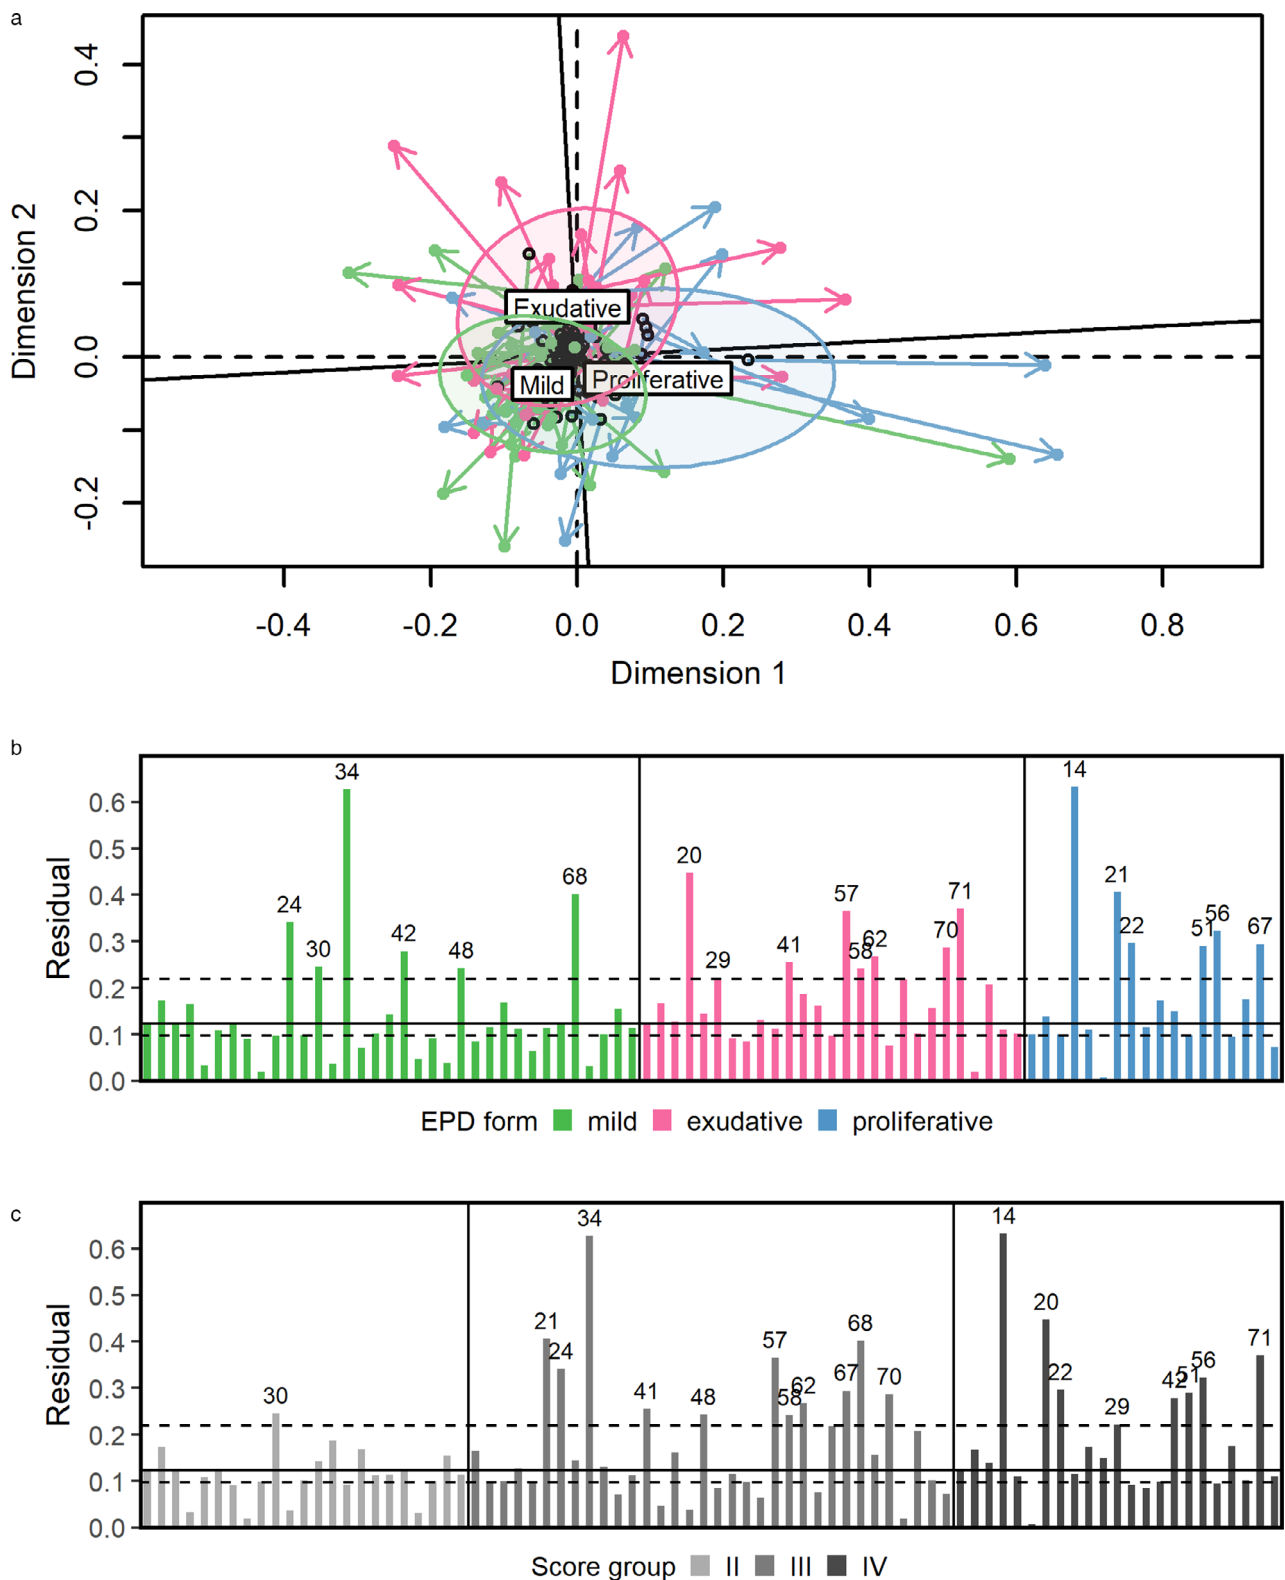 a
0.4
0.2
0.0
-0.2
Dimension 2
Exudative
Mild
Proliferative
-0.4 -0.2 0.0 0.2 0.4 0.6 0.8
Dimension 1
b
Residual
0.6
0.5
0.4
0.3
0.2
0.1
0.0
24 30 34 42 48 68 20 29 41 57 58 62 70 71 14 21 22 51 56 67
EPD form mild exudative proliferative
c
Residual
0.6
0.5
0.4
0.3
0.2
0.1
0.0
30 21 24 34 41 48 57 58 62 67 68 70 14 20 22 29 42 51 56 71
Score group II III IV